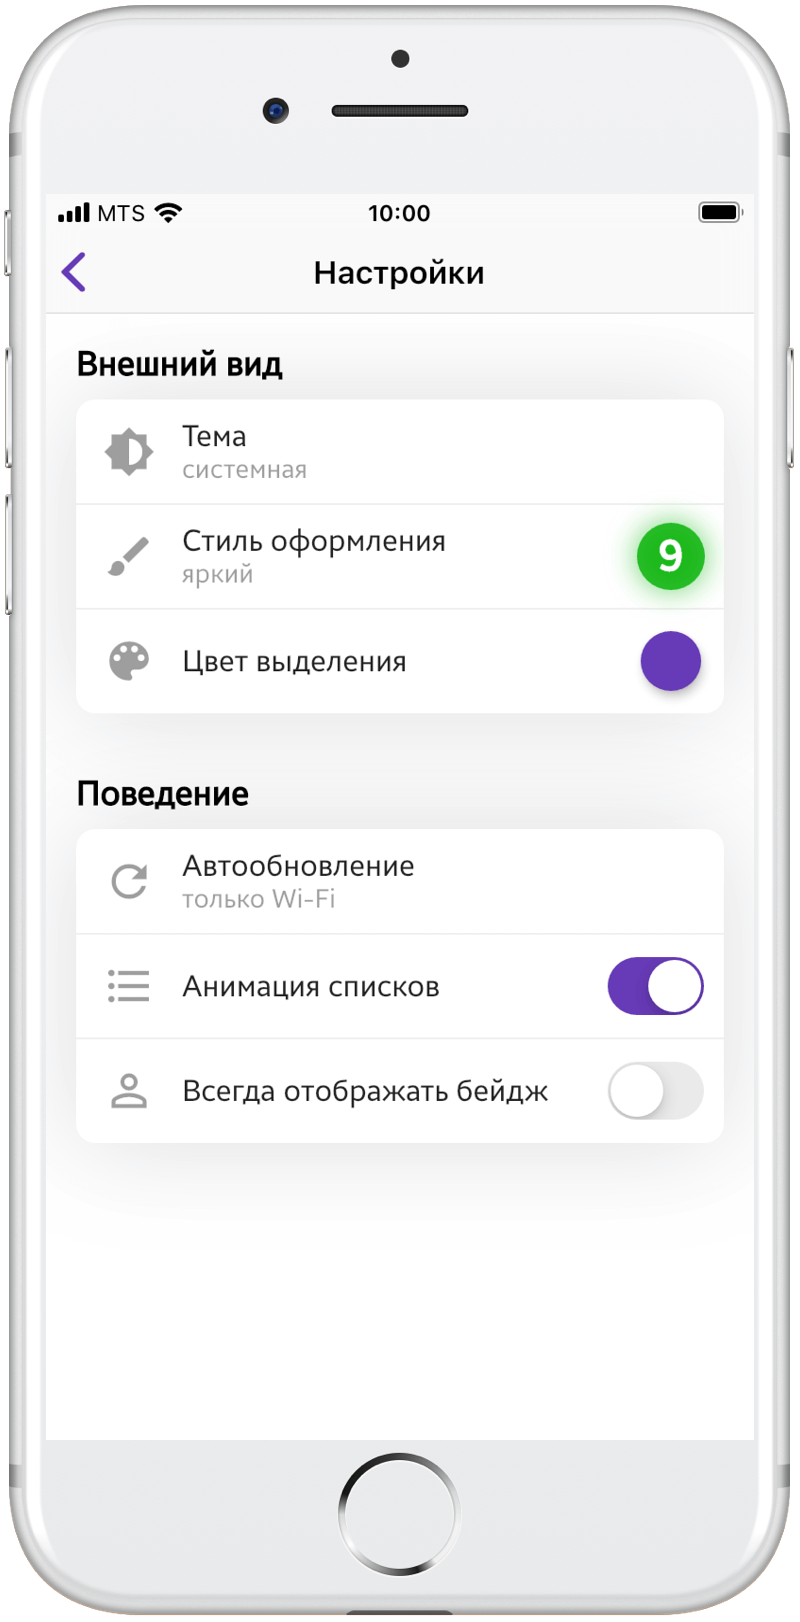 MTS 10:00
Настройки
Внешний вид
Тема
системная
Стиль оформления
яркий
9
Цвет выделения
Поведение
Автообновление
только Wi-Fi
Анимация списков
Всегда отображать бейдж